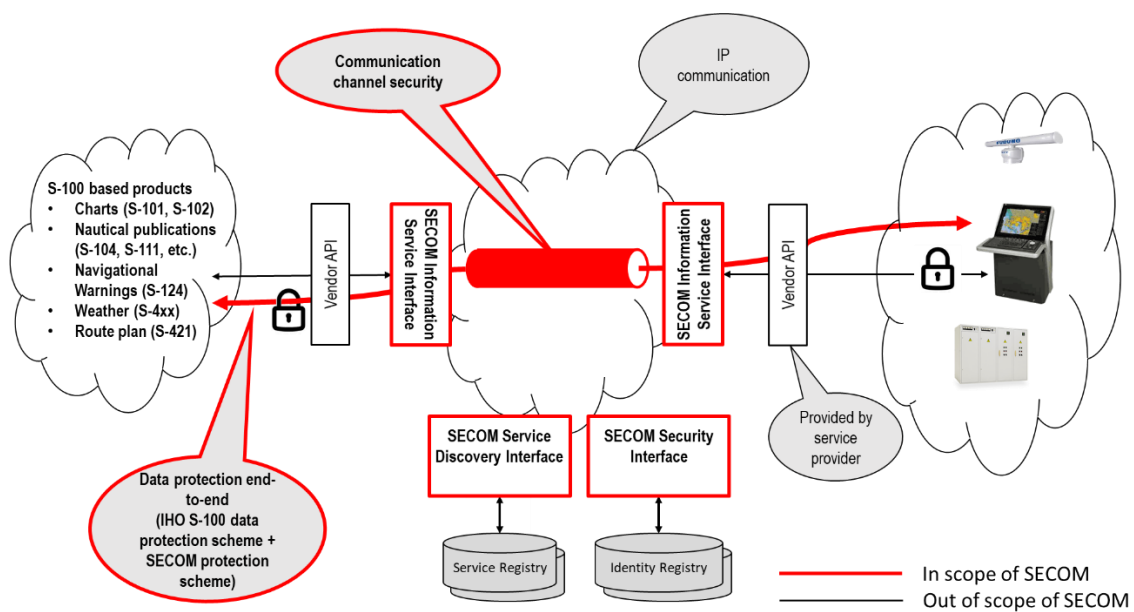 Communication
channel security
IP
communication
S-100 based products
• Charts (S-101, S-102)
• Nautical publications
(S-104, S-111, etc.)
• Navigational
Warnings (S-124)
• Weather (S-4xx)
• Route plan (S-421)
Vendor API
SECOM Information
Service Interface
SECOM Information
Service Interface
Vendor API
FURUNO
Provided by
service
provider
SECOM Service
Discovery Interface
SECOM Security
Interface
Data protection end-
to-end
(IHO S-100 data
protection scheme +
SECOM protection
scheme)
Service Registry
Identity Registry
In scope of SECOM
Out of scope of SECOM